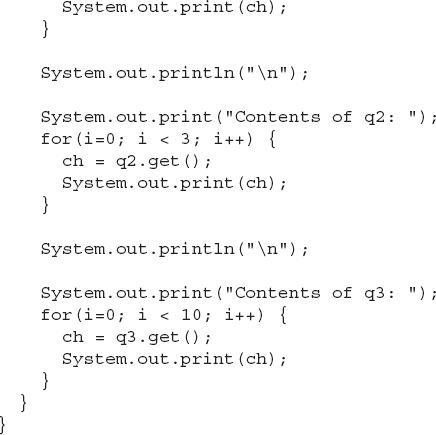 System.out.print(ch);
    }

    System.out.println("\n");

    System.out.print("Contents of q2: ");
    for(i=0; i < 3; i++) {
      ch = q2.get();
      System.out.print(ch);
    }

    System.out.println("\n");

    System.out.print("Contents of q3: ");
    for(i=0; i < 10; i++) {
      ch = q3.get();
      System.out.print(ch);
    }
  }
}